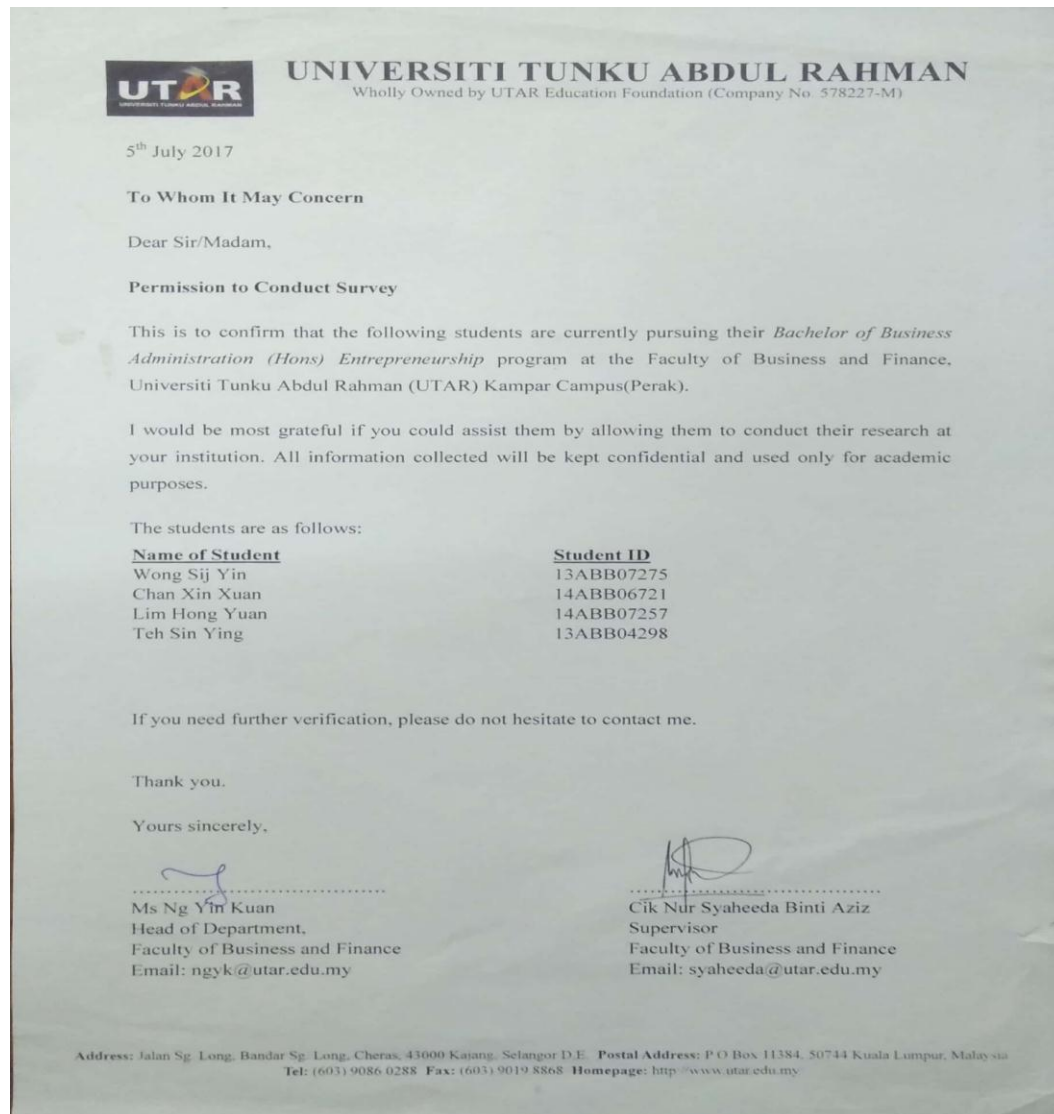 UTAR
UNIVERSITI TUNKU ABDUL RAHMAN
UNIVERSITI TUNKU ABDUL RAHMAN
Wholly Owned by UTAR Education Foundation (Company No. 578227-M)
5th July 2017
To Whom It May Concern
Dear Sir/Madam,
Permission to Conduct Survey
This is to confirm that the following students are currently pursuing their Bachelor of Business
Administration (Hons) Entrepreneurship program at the Faculty of Business and Finance,
Universiti Tunku Abdul Rahman (UTAR) Kampar Campus(Perak).
I would be most grateful if you could assist them by allowing them to conduct their research at
your institution. All information collected will be kept confidential and used only for academic
purposes.
The students are as follows:
Name of Student Student ID
Wong Sij Yin 13ABB07275
Chan Xin Xuan 14ABB06721
Lim Hong Yuan 14ABB07257
Teh Sin Ying 13ABB04298
If you need further verification, please do not hesitate to contact me.
Thank you.
Yours sincerely,
Ms Ng Yin Kuan Cik Nur Syaheeda Binti Aziz
Head of Department, Supervisor
Faculty of Business and Finance Faculty of Business and Finance
Email: ngyk@utar.edu.my Email: syaheeda@utar.edu.my
Address: Jalan Sg. Long, Bandar Sg. Long, Cheras, 43000 Kajang, Selangor D.E. Postal Address: P O Box 11384, 50744 Kuala Lumpur, Malaysia
Tel: (603) 9086 0288 Fax: (603) 9019 8868 Homepage: http://www.utar.edu.my